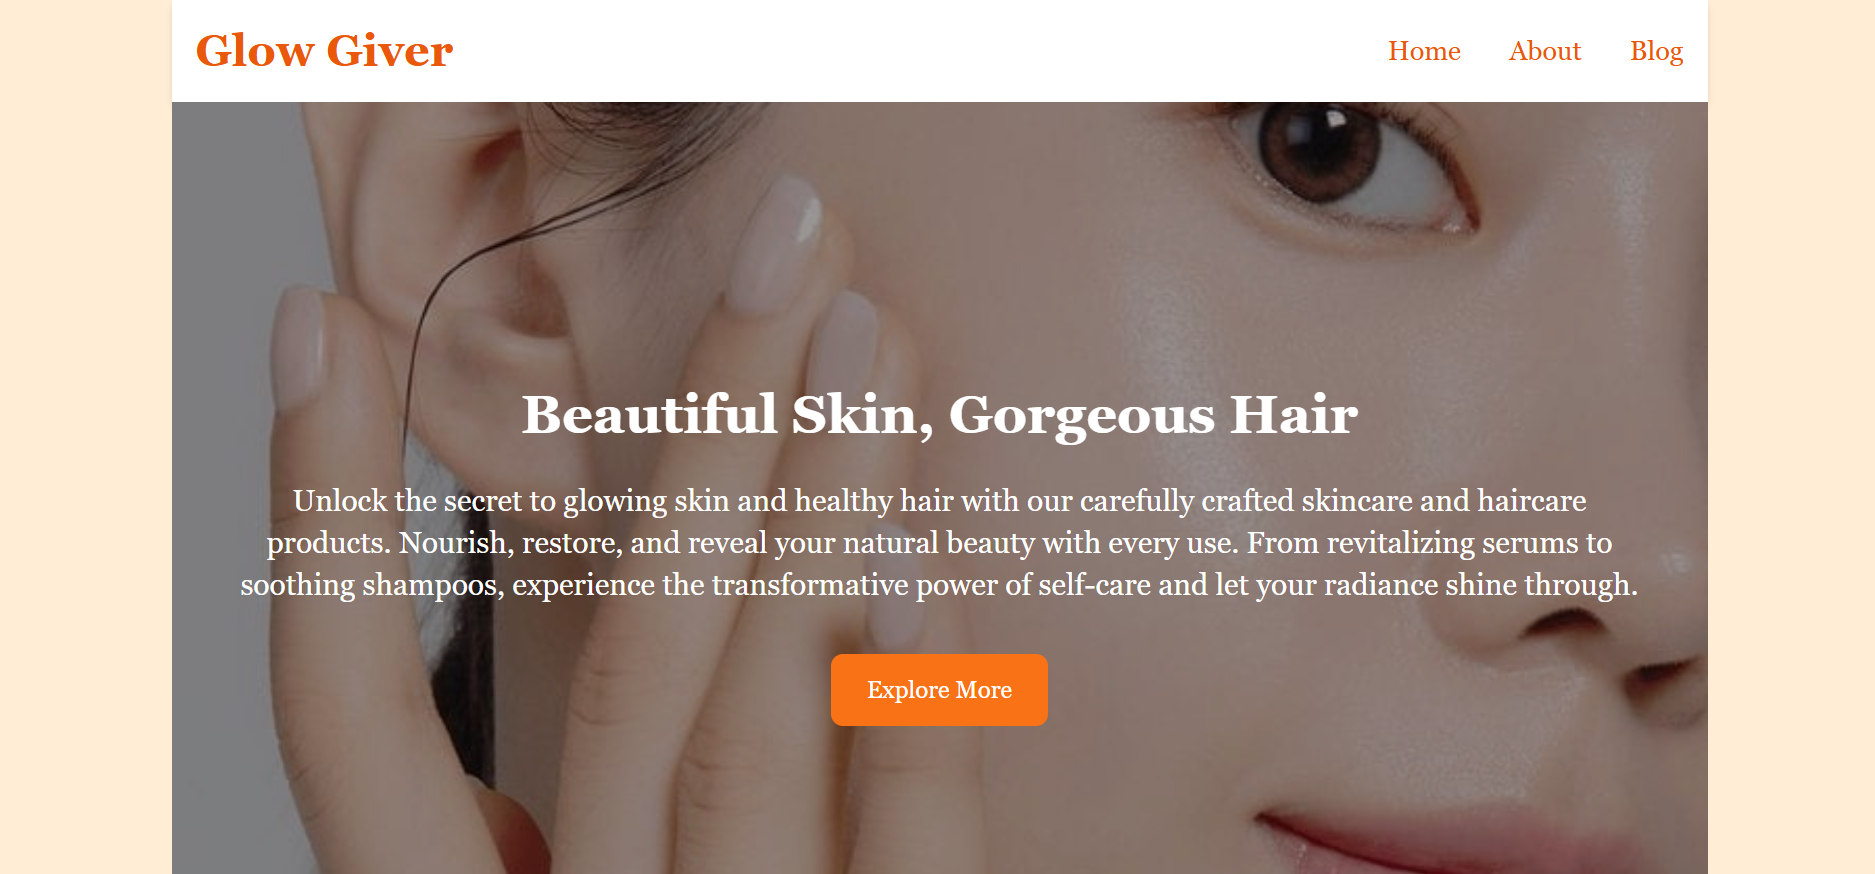 Glow Giver
Home About Blog
Beautiful Skin, Gorgeous Hair
Unlock the secret to glowing skin and healthy hair with our carefully crafted skincare and haircare
products. Nourish, restore, and reveal your natural beauty with every use. From revitalizing serums to
soothing shampoos, experience the transformative power of self-care and let your radiance shine through.
Explore More